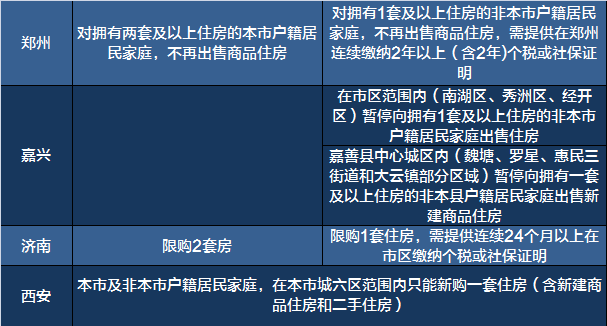 郑州
对拥有两套及以上住房的本市户籍居
民家庭，不再出售商品住房
对拥有1套及以上住房的非本市户籍居
民家庭，不再出售商品住房，需提供在郑州
连续缴纳2年以上（含2年)个税或社保证
明
嘉兴
在市区范围内（南湖区、秀洲区、经开
区）暂停向拥有1套及以上住房的非本市
户籍居民家庭出售住房
嘉善县中心城区内（魏塘、罗星、惠民三
街道和大云镇部分区域）暂停向拥有一套
及以上住房的非本县户籍居民家庭出售新
建商品住房
济南
限购2套房
限购1套住房，需提供连续24个月以上在
市区缴纳个税或社保证明
西安
本市及非本市户籍居民家庭，在本市城六区范围内只能新购一套住房（含新建商
品住房和二手住房）